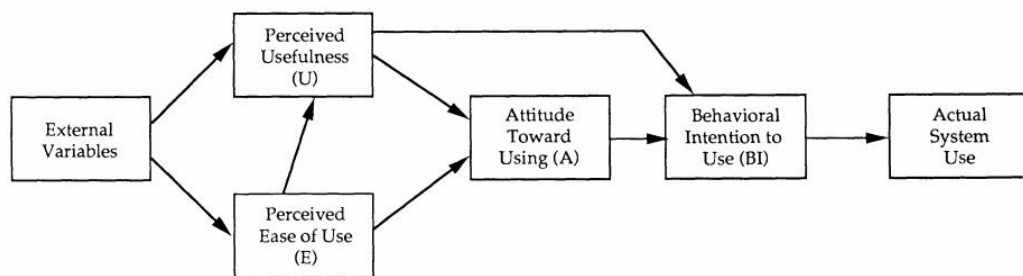 Perceived
Usefulness
(U)
External
Variables
Attitude
Toward
Using (A)
Behavioral
Intention to
Use (BI)
Actual
System
Use
Perceived
Ease of Use
(E)